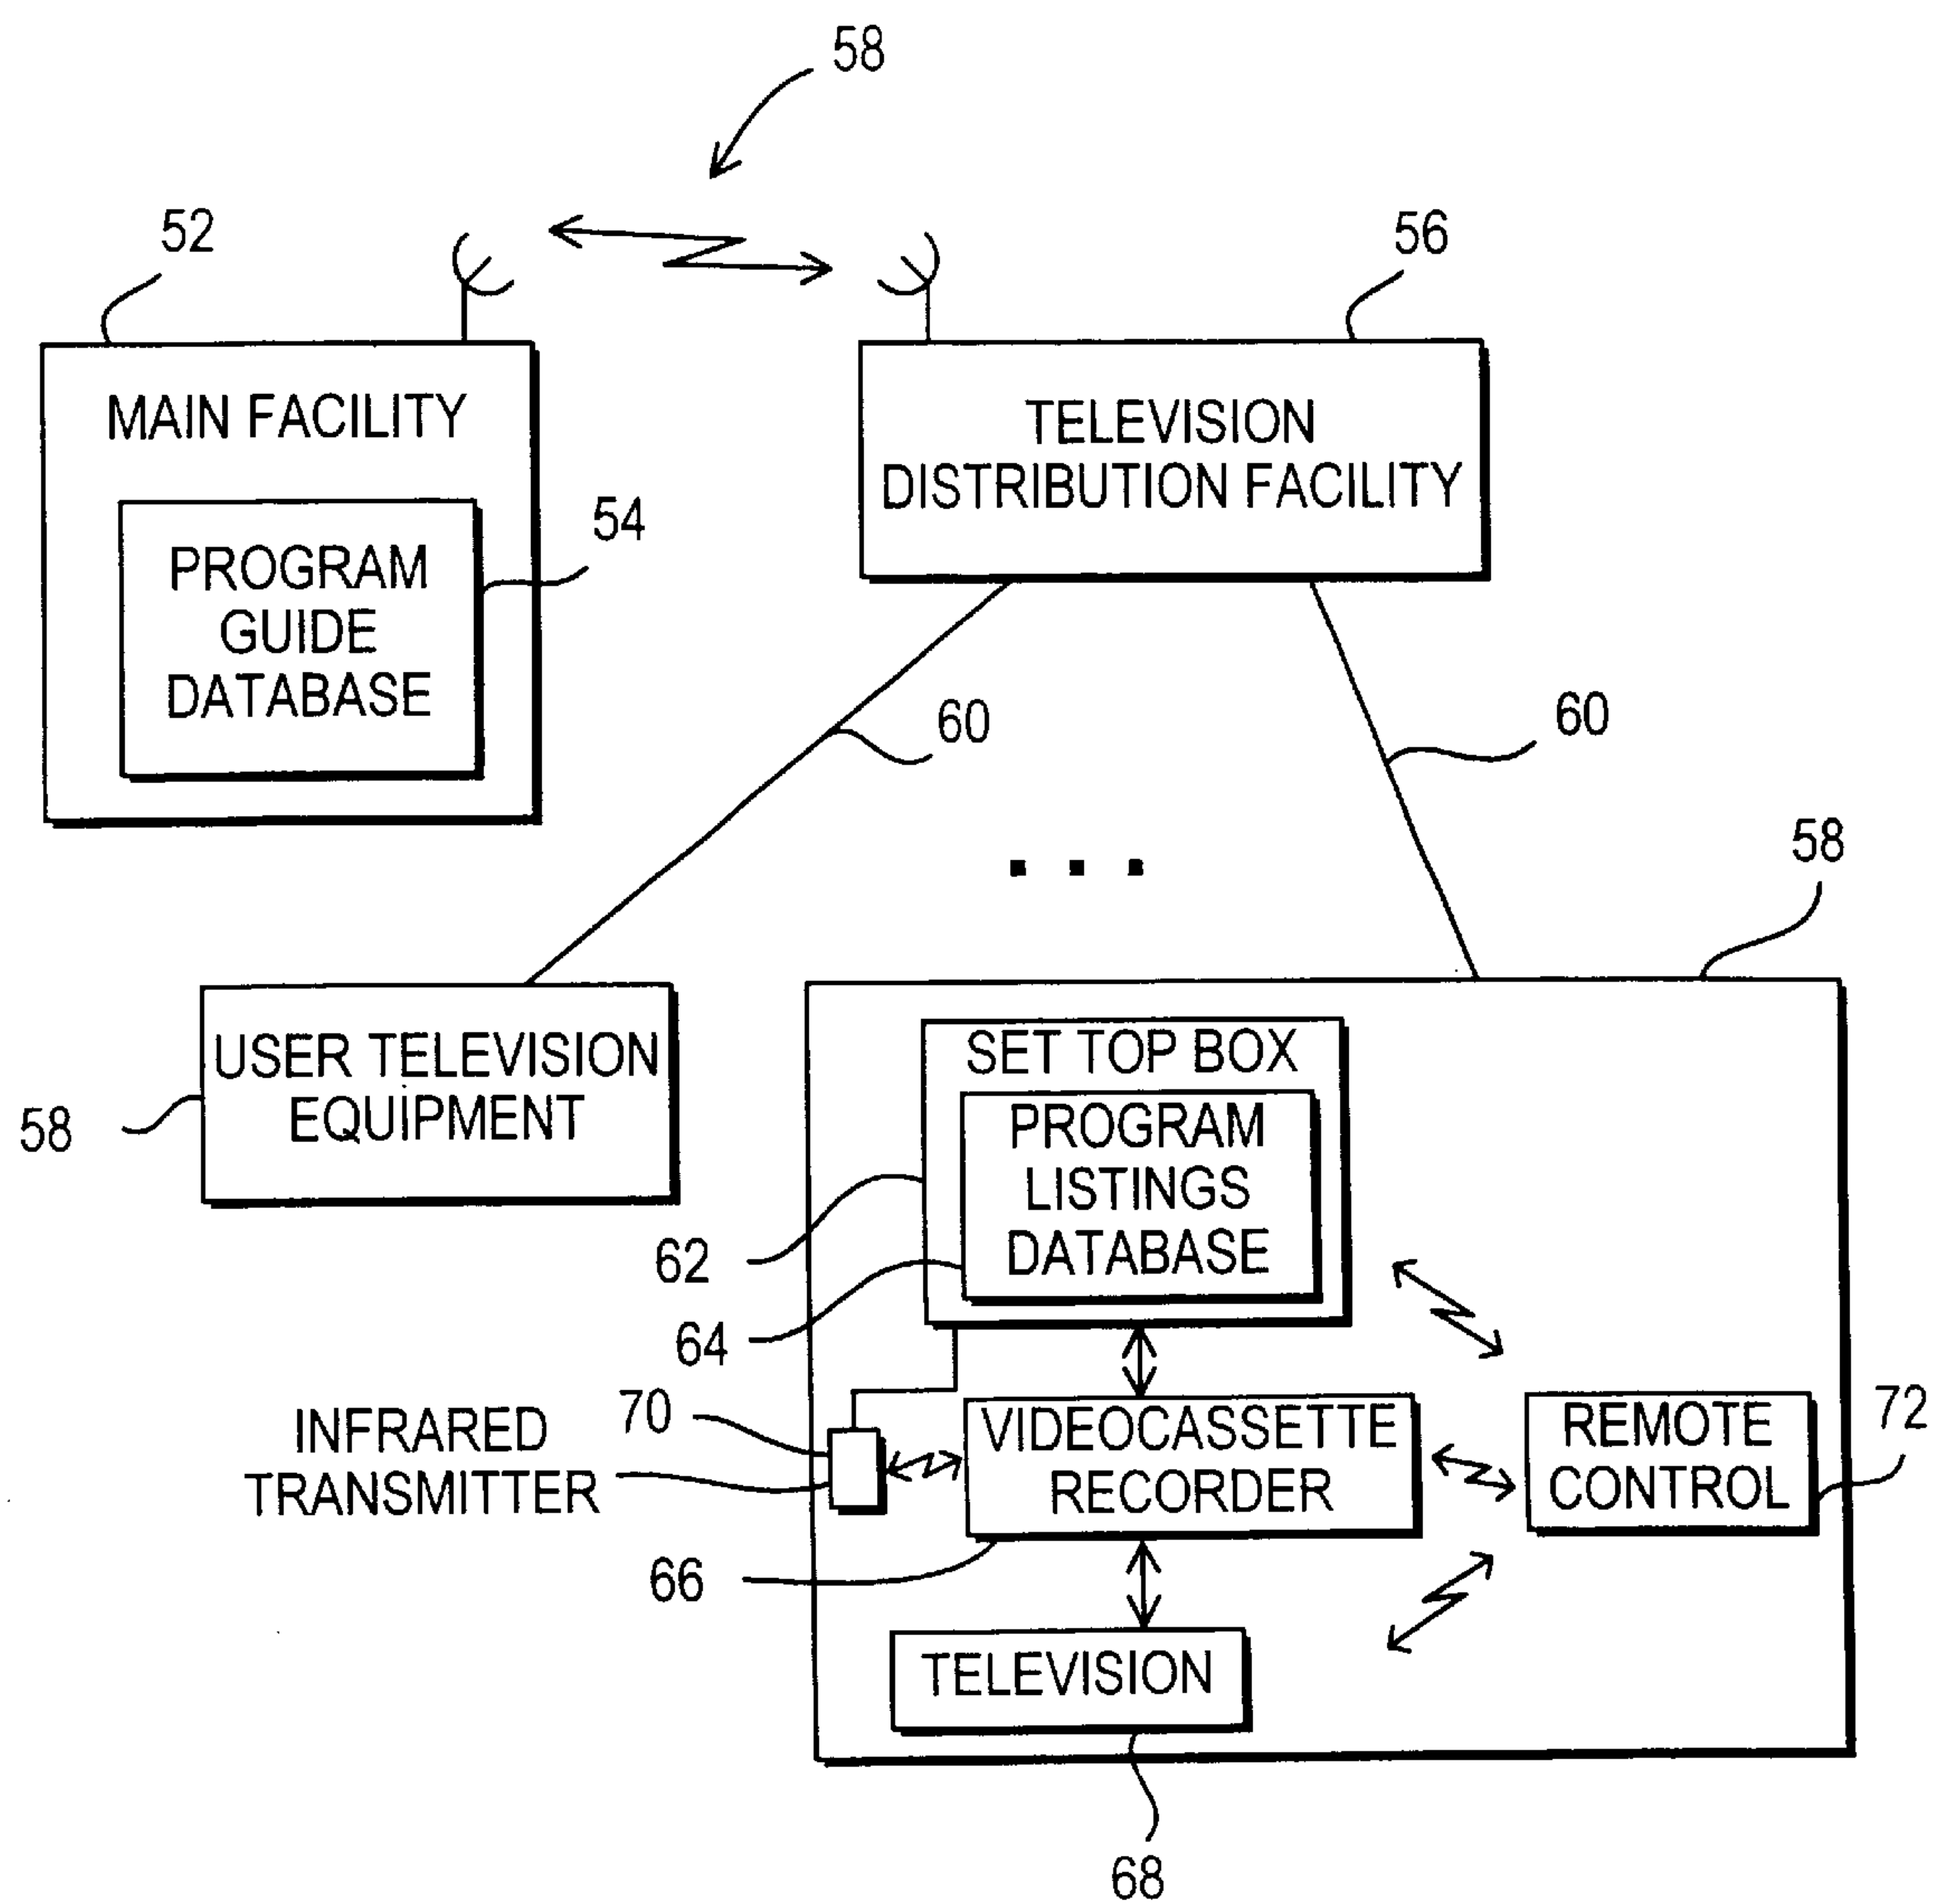 58
52
56
MAIN FACILITY
TELEVISION
DISTRIBUTION FACILITY
54
PROGRAM
GUIDE
DATABASE
60
60
58
USER TELEVISION
EQUIPMENT
58
SET TOP BOX
PROGRAM
LISTINGS
DATABASE
62
64
70
INFRARED
TRANSMITTER
VIDEOCASSETTE
RECORDER
REMOTE
CONTROL
72
66
TELEVISION
68